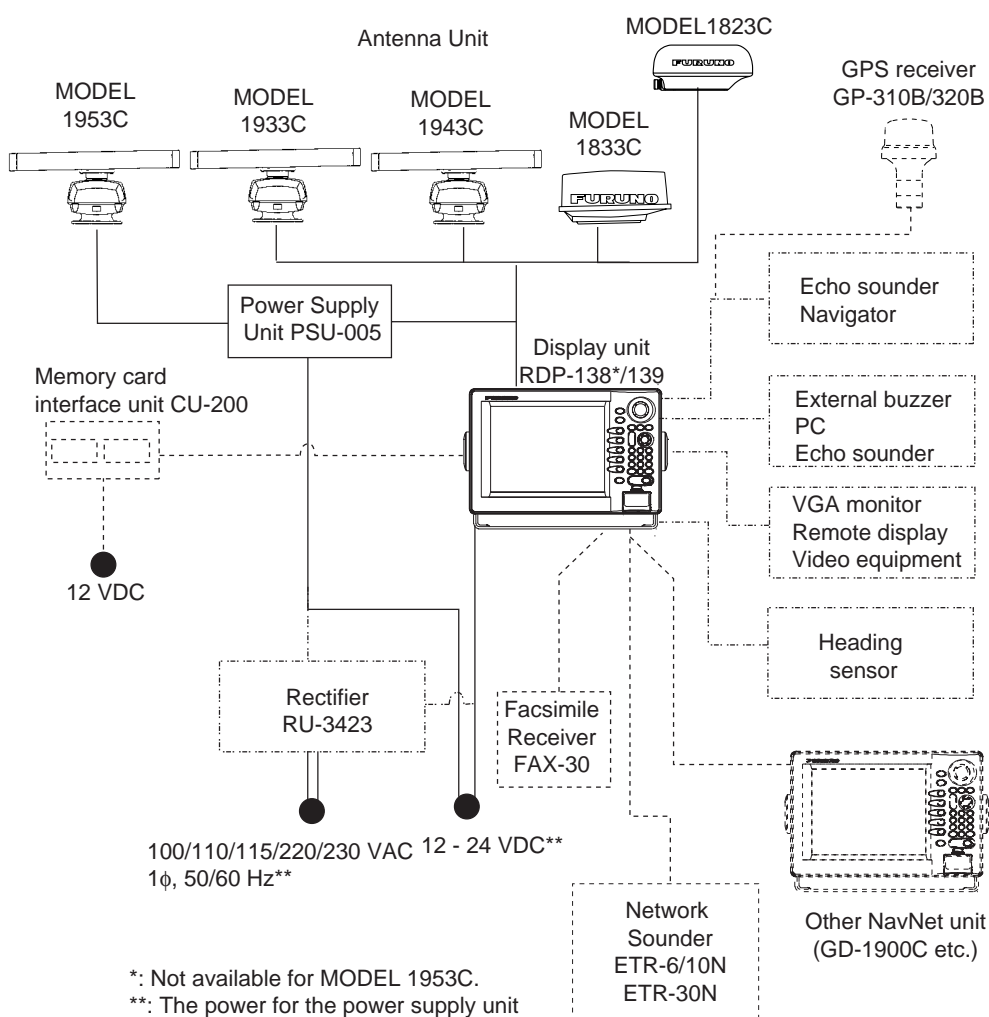 Antenna Unit
MODEL1823C
FURUNO
GPS receiver
GP-310B/320B
MODEL
1953C
MODEL
1933C
MODEL
1943C
MODEL
1833C
FURUNO
Echo sounder
Navigator
Power Supply
Unit PSU-005
Display unit
RDP-138*/139
Memory card
interface unit CU-200
External buzzer
PC
Echo sounder
VGA monitor
Remote display
Video equipment
12 VDC
Heading
sensor
Rectifier
RU-3423
Facsimile
Receiver
FAX-30
100/110/115/220/230 VAC
1ϕ, 50/60 Hz**
12 - 24 VDC**
Network
Sounder
ETR-6/10N
ETR-30N
Other NavNet unit
(GD-1900C etc.)
*: Not available for MODEL 1953C.
**: The power for the power supply unit